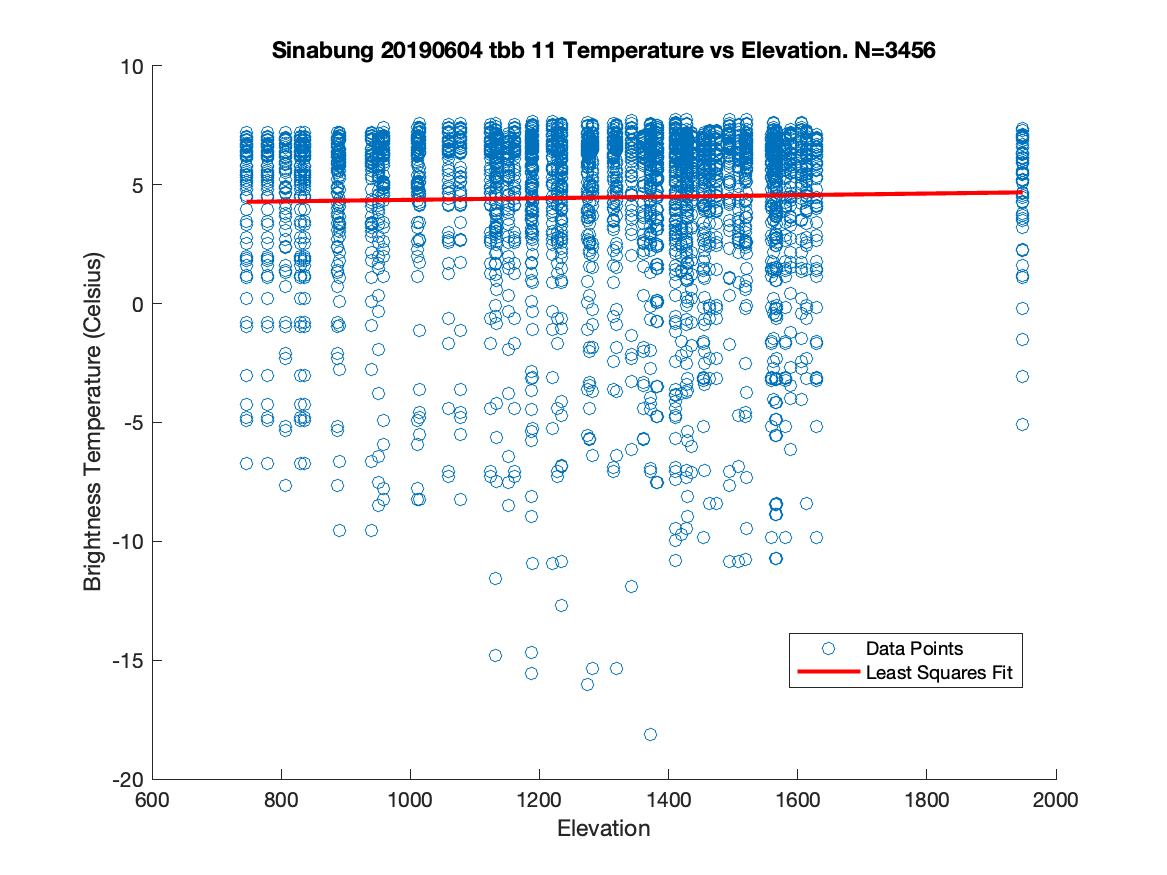 Sinabung 20190604 tbb 11 Temperature vs Elevation. N=3456
10
5
0
-5
-10
-15
-20
Brightness Temperature (Celsius)
Data Points
Least Squares Fit
600 800 1000 1200 1400 1600 1800 2000
Elevation